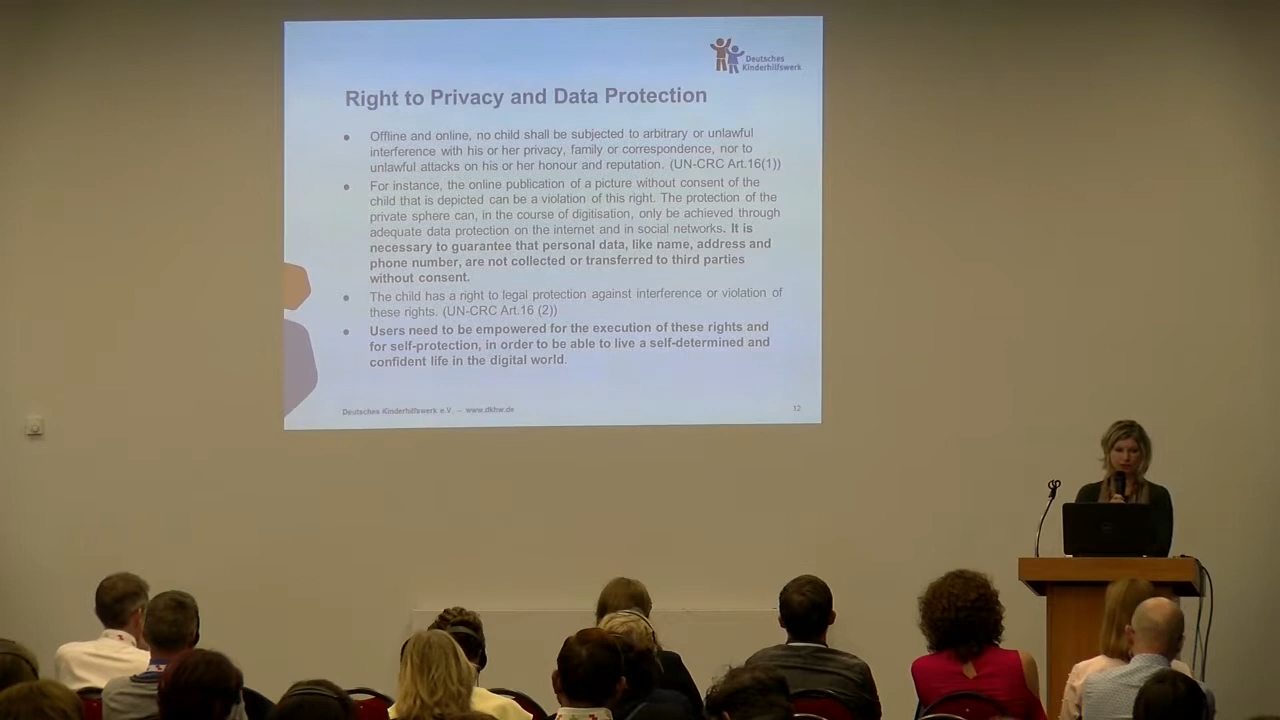 Deutsches
Kinderhilfswerk
Right to Privacy and Data Protection
● Offline and online, no child shall be subjected to arbitrary or unlawful
interference with his or her privacy, family or correspondence, nor to
unlawful attacks on his or her honour and reputation. (UN-CRC Art.16(1))
● For instance, the online publication of a picture without consent of the
child that is depicted can be a violation of this right. The protection of the
private sphere can, in the course of digitisation, only be achieved through
adequate data protection on the internet and in social networks. It is
necessary to guarantee that personal data, like name, address and
phone number, are not collected or transferred to third parties
without consent.
● The child has a right to legal protection against interference or violation of
these rights. (UN-CRC Art.16 (2))
● Users need to be empowered for the execution of these rights and
for self-protection, in order to be able to live a self-determined and
confident life in the digital world.
Deutsches Kinderhilfswerk e.V. – www.dkhw.de
12